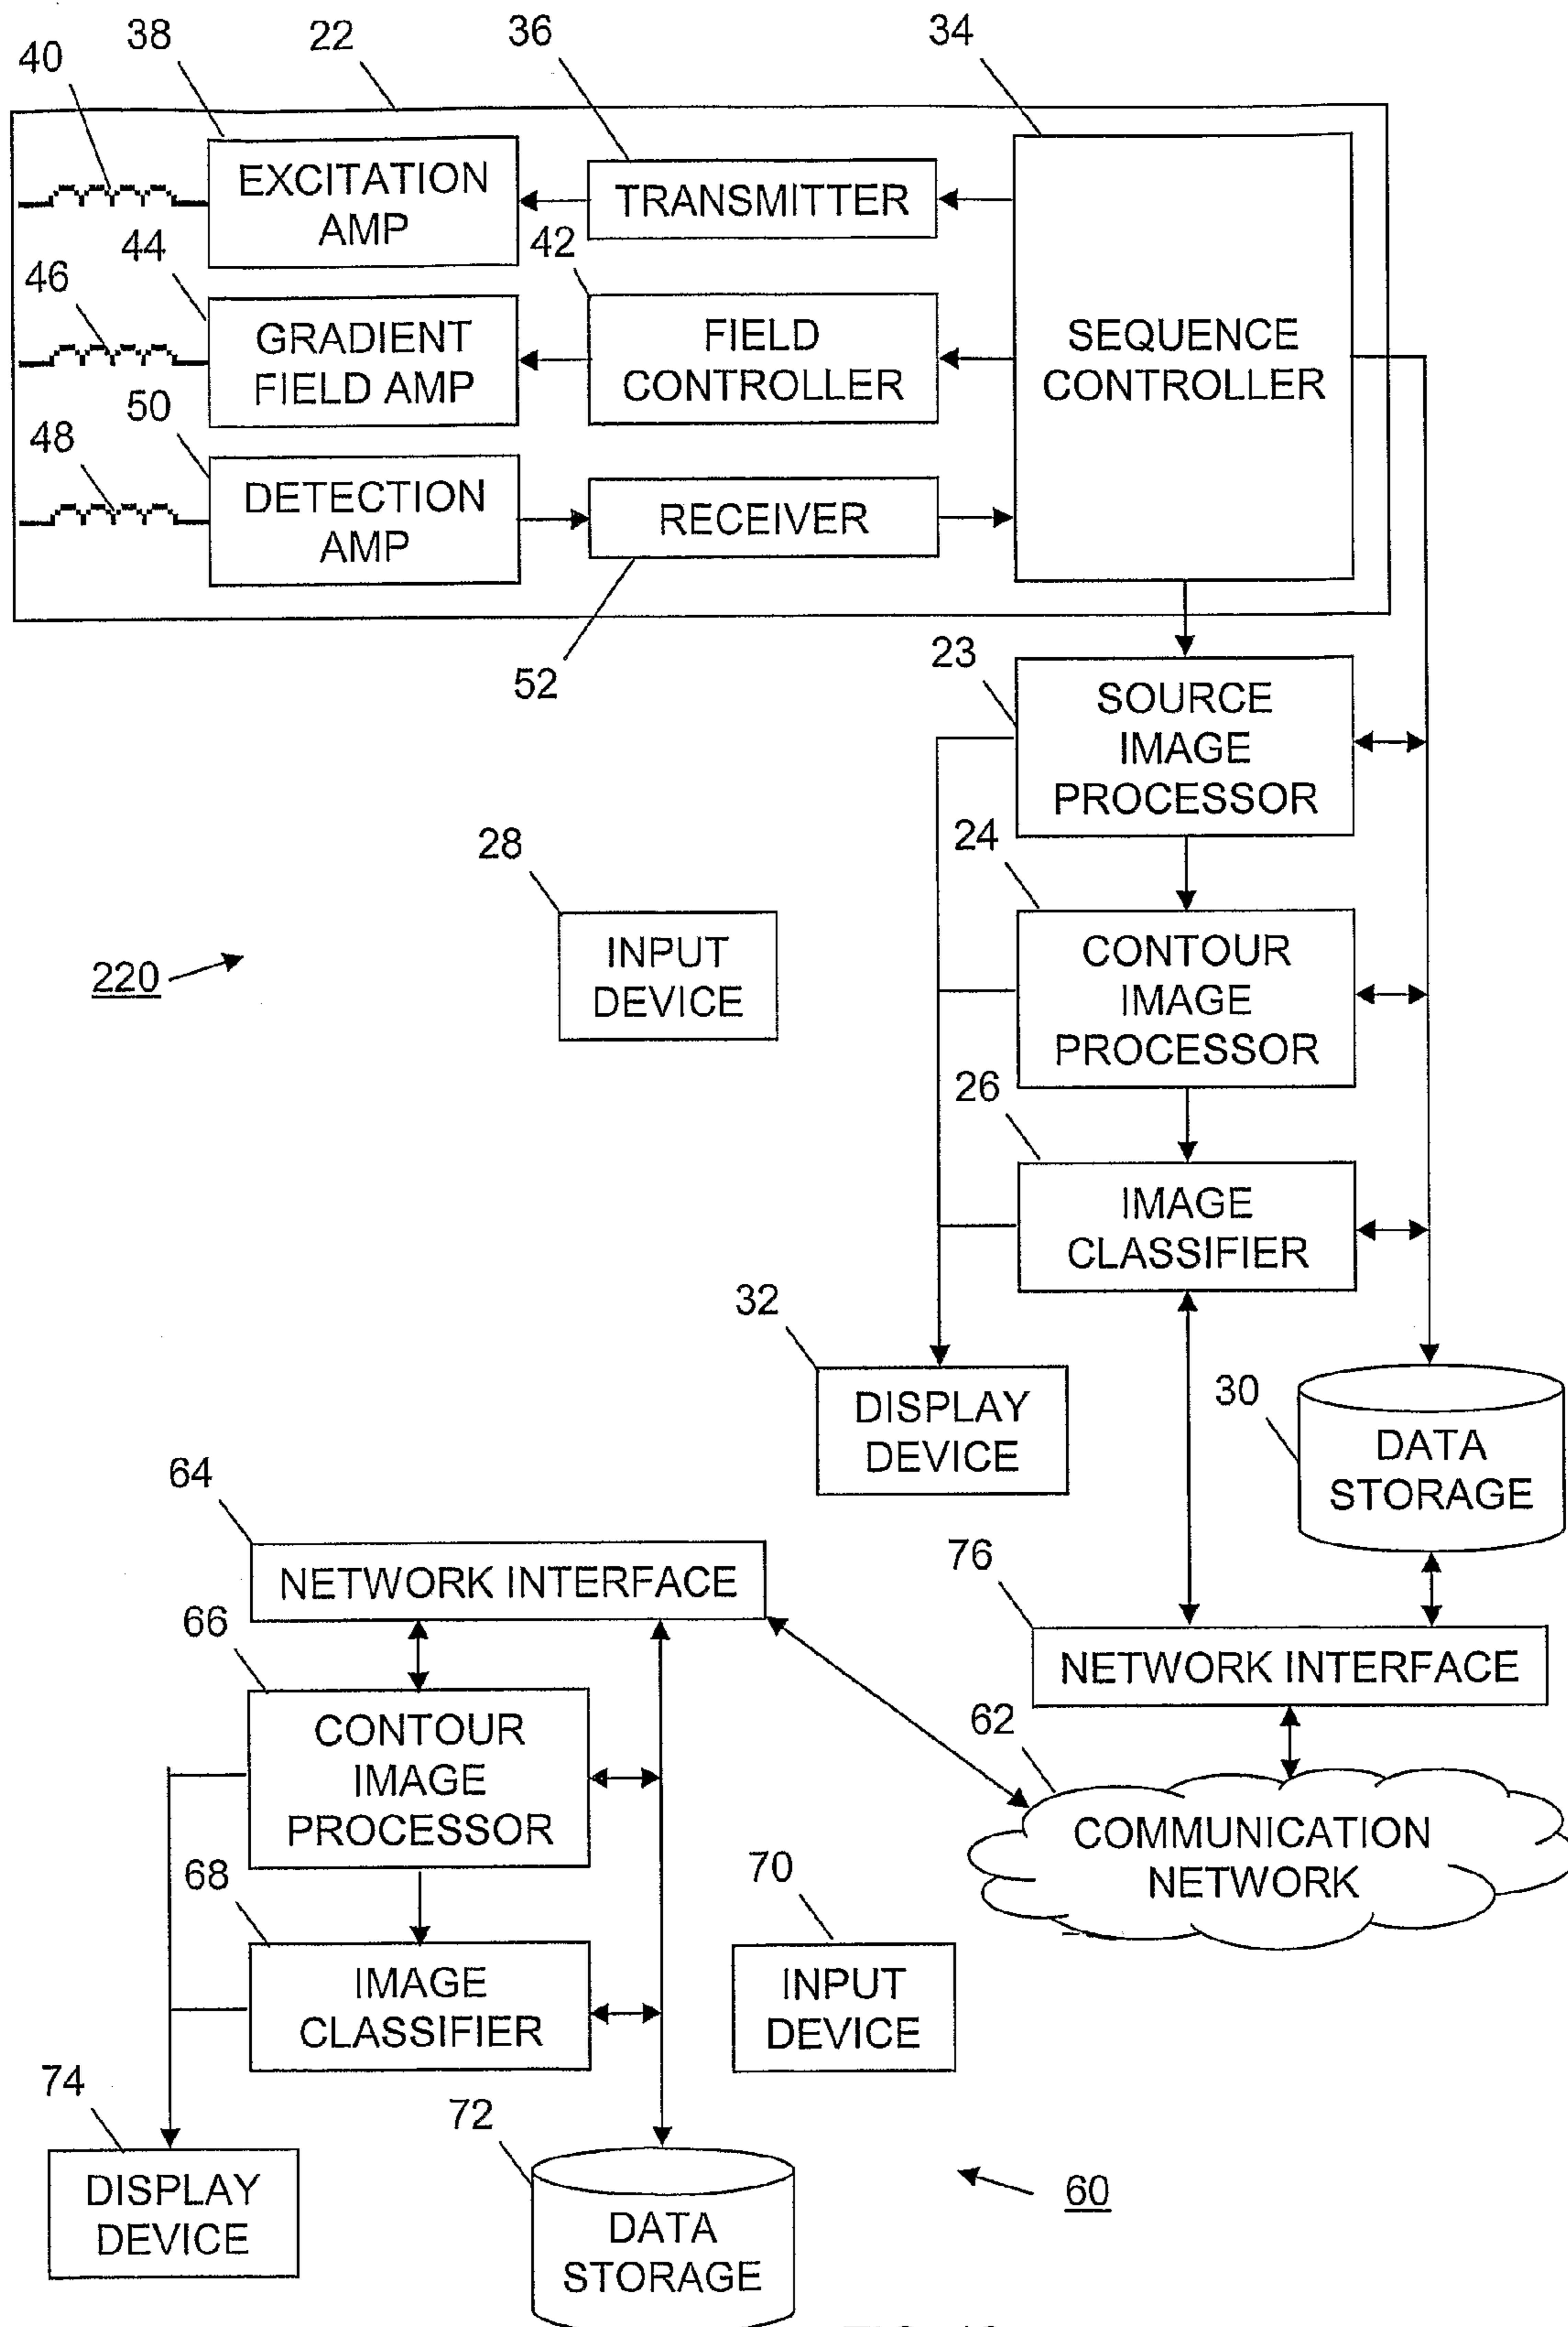 40
38
22
36
34
EXCITATION
AMP
TRANSMITTER
44
42
46
GRADIENT
FIELD AMP
FIELD
CONTROLLER
SEQUENCE
CONTROLLER
50
48
DETECTION
AMP
RECEIVER
52
23
SOURCE
IMAGE
PROCESSOR
28
24
INPUT
DEVICE
220
CONTOUR
IMAGE
PROCESSOR
26
IMAGE
CLASSIFIER
32
DISPLAY
DEVICE
30
DATA
STORAGE
64
NETWORK INTERFACE
76
NETWORK INTERFACE
66
CONTOUR
IMAGE
PROCESSOR
62
COMMUNICATION
NETWORK
68
IMAGE
CLASSIFIER
70
INPUT
DEVICE
74
DISPLAY
DEVICE
72
DATA
STORAGE
60